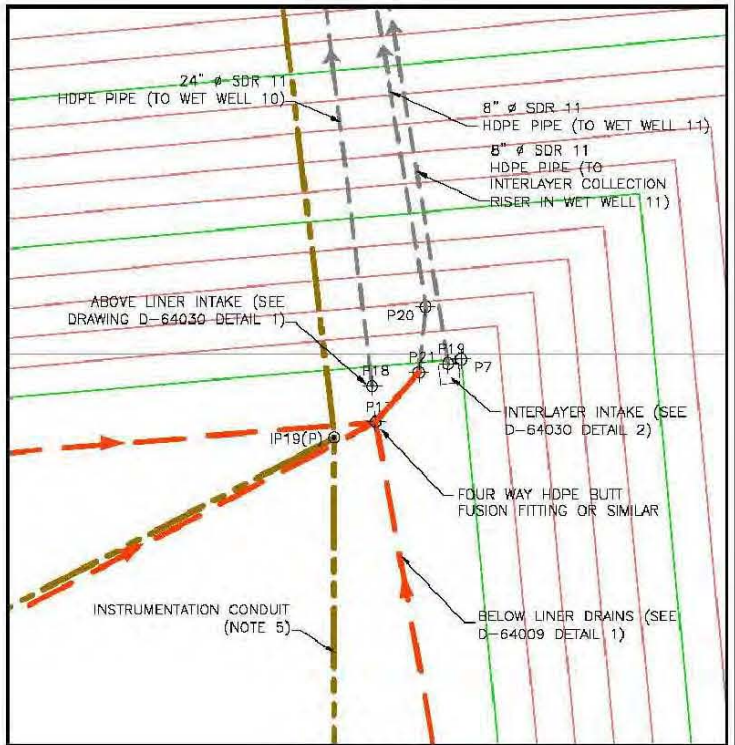 24" ø SDR 11
HDPE PIPE (TO WET WELL 10)
8" ø SDR 11
HDPE PIPE (TO WET WELL 11)
8" ø SDR 11
HDPE PIPE (TO
INTERLAYER COLLECTION
RISER IN WET WELL 11)
ABOVE LINER INTAKE (SEE
DRAWING D-64030 DETAIL 1)
P20
P18
P21
P19
P7
P17
IP19(P)
INTERLAYER INTAKE (SEE
D-64030 DETAIL 2)
FOUR WAY HDPE BUTT
FUSION FITTING OR SIMILAR
INSTRUMENTATION CONDUIT
(NOTE 5)
BELOW LINER DRAINS (SEE
D-64009 DETAIL 1)